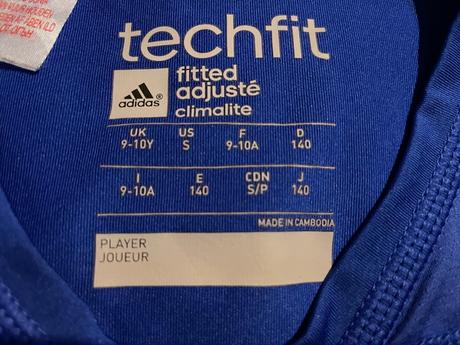 techfit
adidas®
fitted
adjusté
climalite
UK US F D
9-10Y S 9-10A 140
I E CDN J
9-10A 140 S/P 140
MADE IN CAMBODIA
PLAYER
JOUEUR